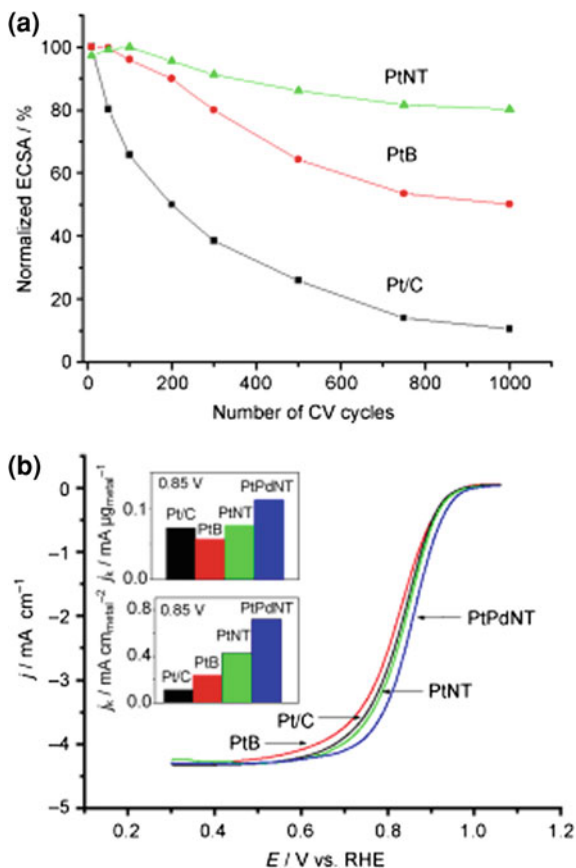 (a)
100
80
60
40
20
0
Normalized ECSA / %
PtNT
PtB
Pt/C
0 200 400 600 800 1000
Number of CV cycles
(b)
0.85 V
PtPdNT
Pt/C
PtB
PtNT
0.1
0.0
jk / mA μgmetal−1
0.85 V
PtPdNT
PtNT
PtB
Pt/C
0.8
0.4
0.0
jk / mA cmmetal−2
0
−1
−2
−3
−4
−5
j / mA cm−1
PtPdNT
PtNT
Pt/C
PtB
0.2 0.4 0.6 0.8 1.0 1.2
E / V vs. RHE